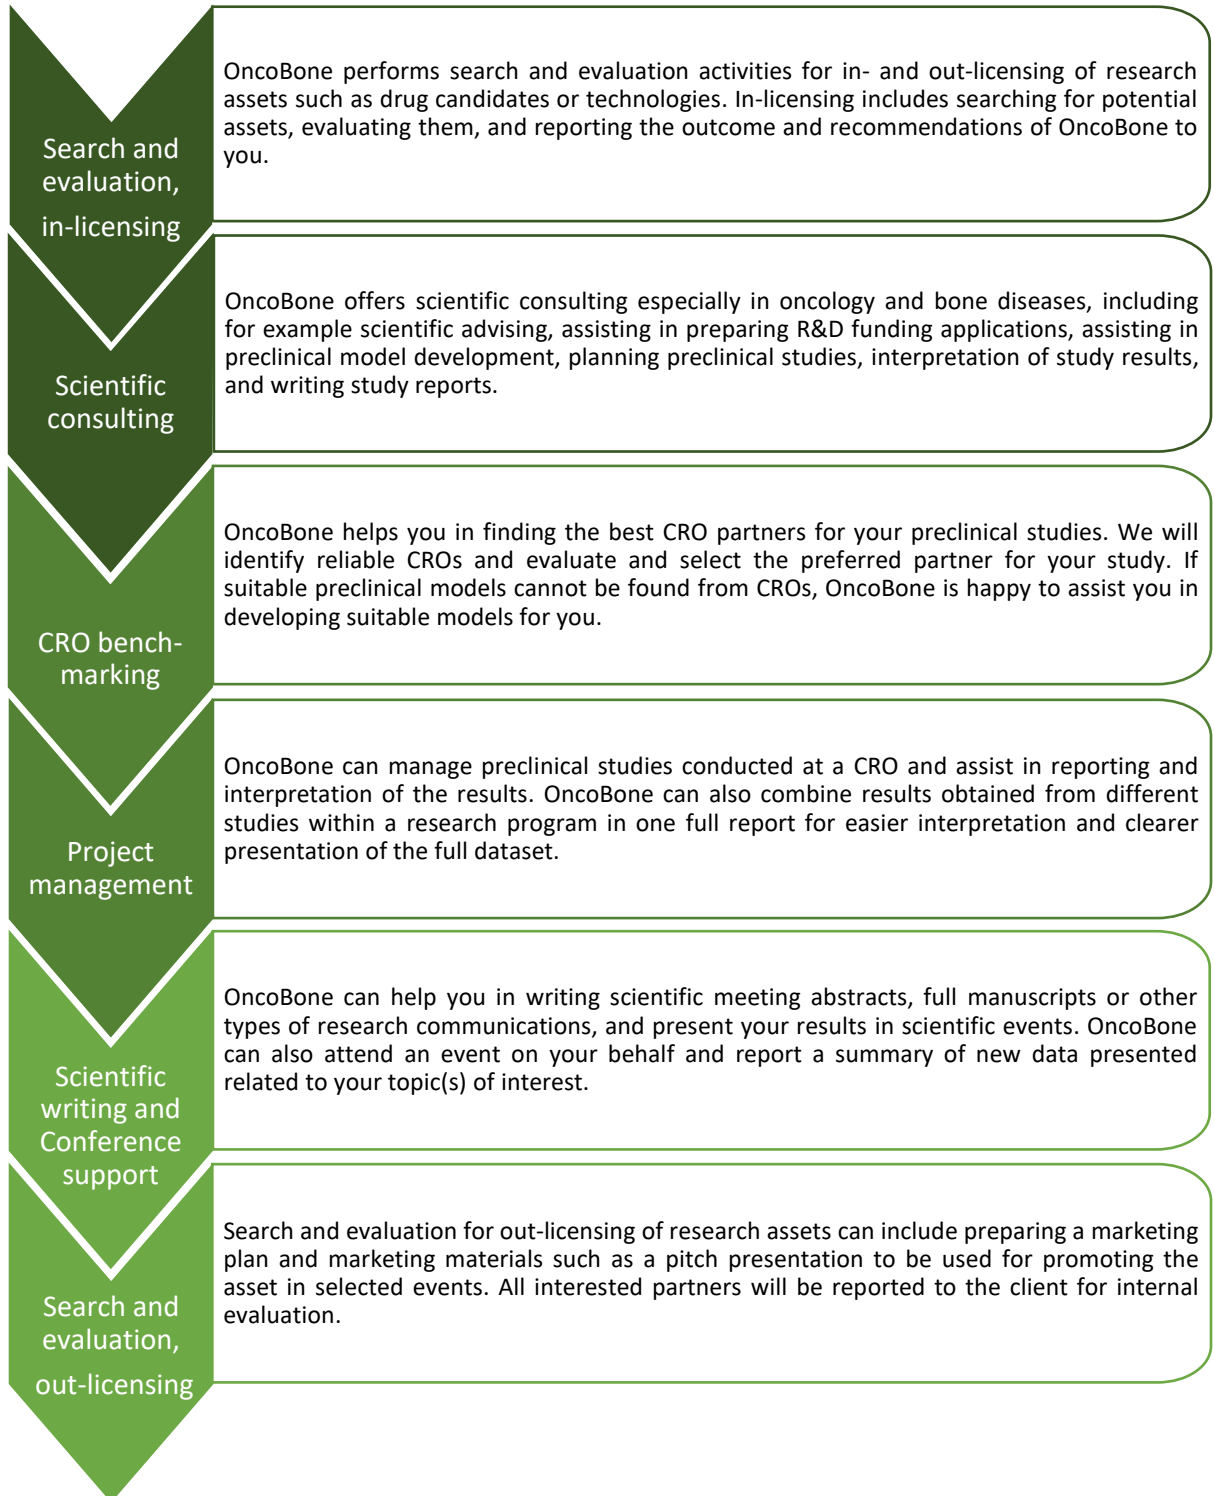 Search and
evaluation,
in-licensing
OncoBone performs search and evaluation activities for in- and out-licensing of research
assets such as drug candidates or technologies. In-licensing includes searching for potential
assets, evaluating them, and reporting the outcome and recommendations of OncoBone to
you.
Scientific
consulting
OncoBone offers scientific consulting especially in oncology and bone diseases, including
for example scientific advising, assisting in preparing R&D funding applications, assisting in
preclinical model development, planning preclinical studies, interpretation of study results,
and writing study reports.
CRO bench-
marking
OncoBone helps you in finding the best CRO partners for your preclinical studies. We will
identify reliable CROs and evaluate and select the preferred partner for your study. If
suitable preclinical models cannot be found from CROs, OncoBone is happy to assist you in
developing suitable models for you.
Project
management
OncoBone can manage preclinical studies conducted at a CRO and assist in reporting and
interpretation of the results. OncoBone can also combine results obtained from different
studies within a research program in one full report for easier interpretation and clearer
presentation of the full dataset.
Scientific
writing and
Conference
support
OncoBone can help you in writing scientific meeting abstracts, full manuscripts or other
types of research communications, and present your results in scientific events. OncoBone
can also attend an event on your behalf and report a summary of new data presented
related to your topic(s) of interest.
Search and
evaluation,
out-licensing
Search and evaluation for out-licensing of research assets can include preparing a marketing
plan and marketing materials such as a pitch presentation to be used for promoting the
asset in selected events. All interested partners will be reported to the client for internal
evaluation.